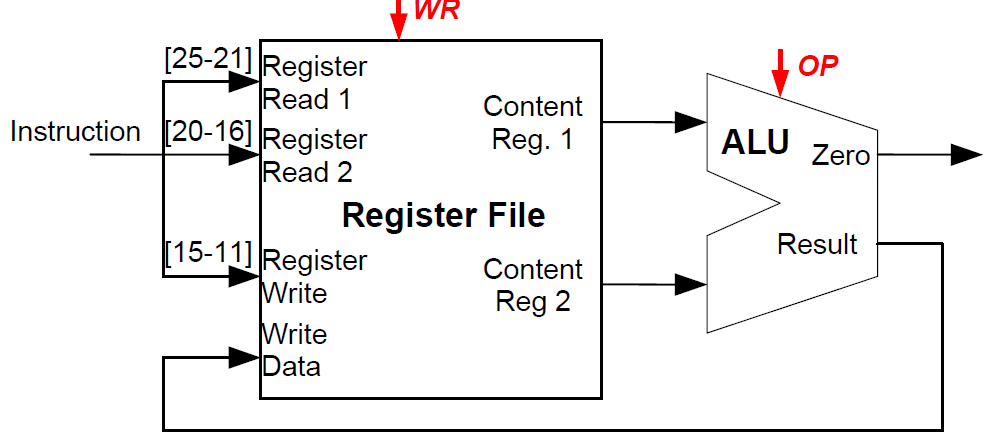 WR
[25-21]
Register
Read 1
OP
Instruction
[20-16]
Register
Read 2
Content
Reg. 1
ALU
Zero
Register File
[15-11]
Register
Write
Content
Reg 2
Result
Write
Data